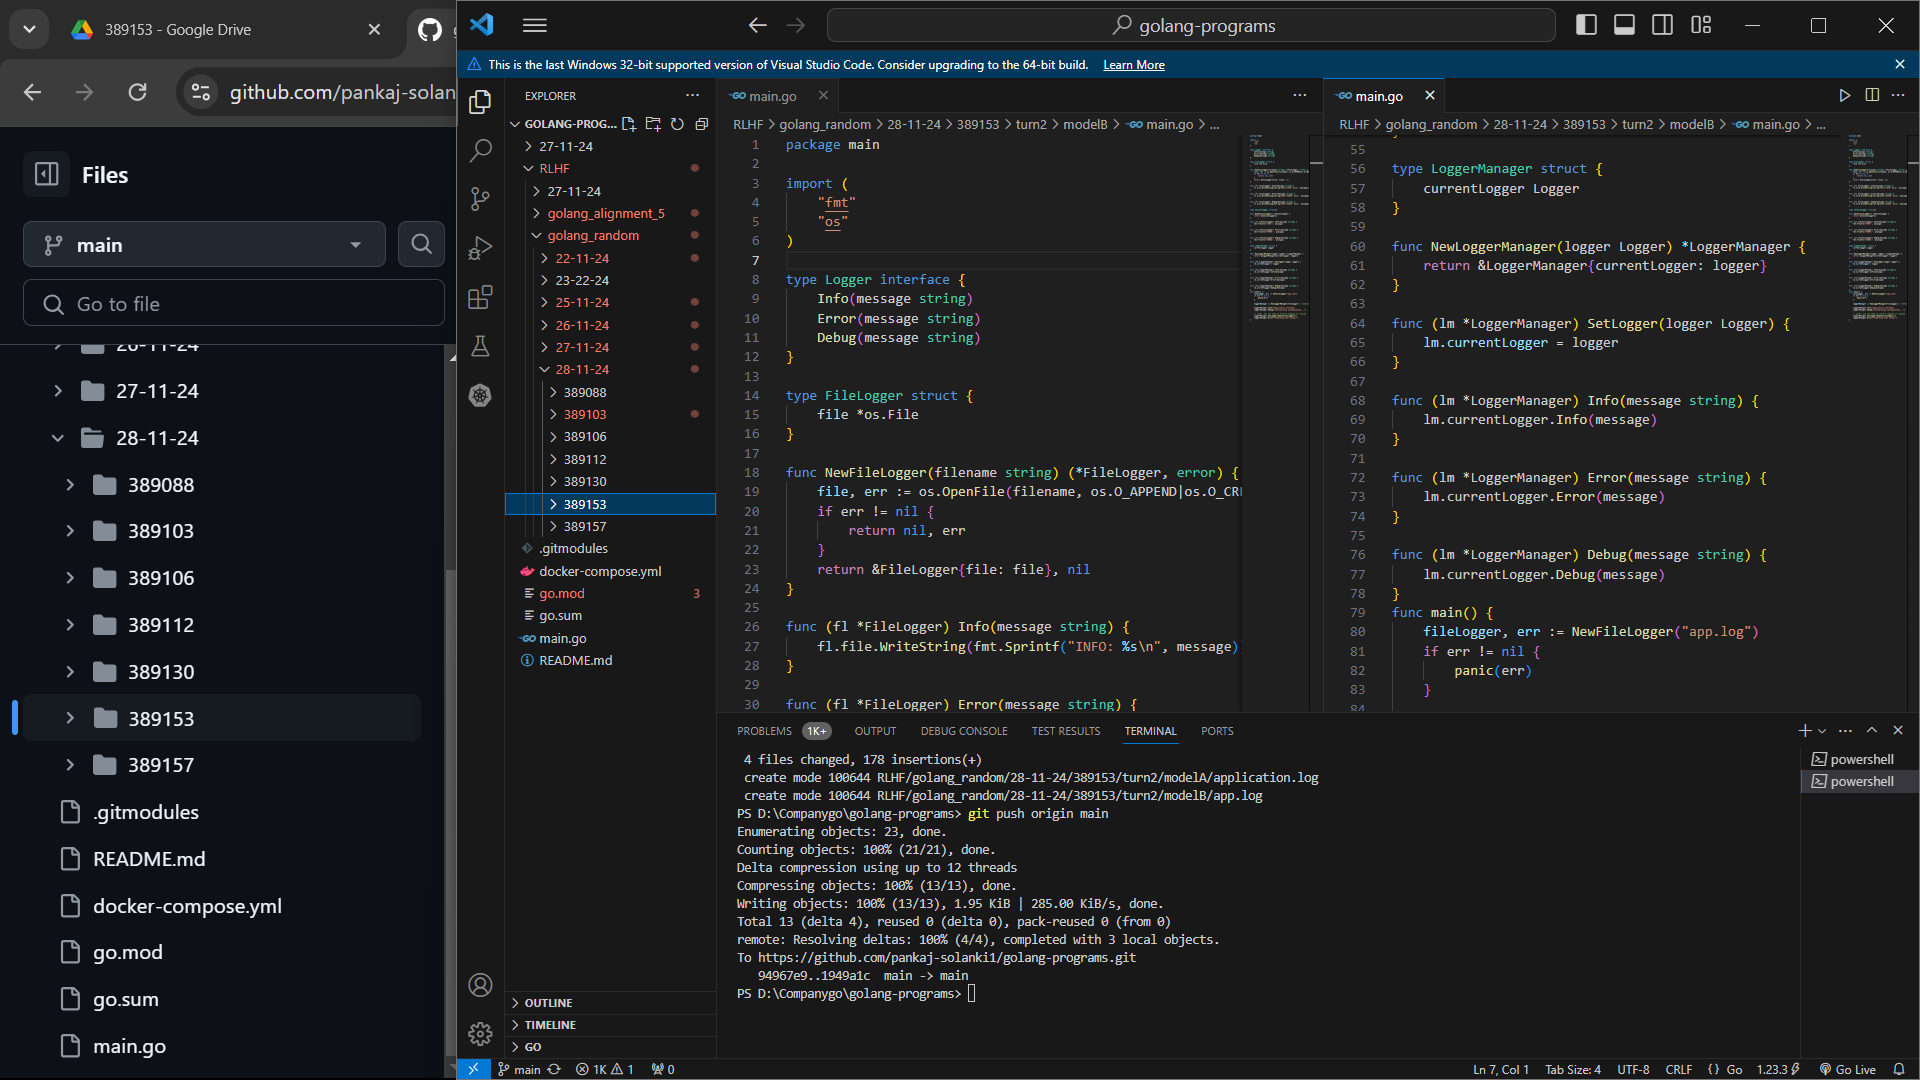 389153 - Google Drive
github.com/pankaj-solan
Files
main
Go to file
27-11-24
28-11-24
389088
389103
389106
389112
389130
389153
389157
.gitmodules
README.md
docker-compose.yml
go.mod
go.sum
main.go
golang-programs
This is the last Windows 32-bit supported version of Visual Studio Code. Consider upgrading to the 64-bit build. Learn More
EXPLORER
GOLANG-PROG...
27-11-24
RLHF
27-11-24
golang_alignment_5
golang_random
22-11-24
23-22-24
25-11-24
26-11-24
27-11-24
28-11-24
389088
389103
389106
389112
389130
389153
389157
.gitmodules
docker-compose.yml
go.mod 3
go.sum
main.go
README.md
OUTLINE
TIMELINE
GO
main.go
RLHF > golang_random > 28-11-24 > 389153 > turn2 > modelB > main.go > ...
1 package main
2
3 import (
4 "fmt"
5 "os"
6 )
7
8 type Logger interface {
9 Info(message string)
10 Error(message string)
11 Debug(message string)
12 }
13
14 type FileLogger struct {
15 file *os.File
16 }
17
18 func NewFileLogger(filename string) (*FileLogger, error) {
19 file, err := os.OpenFile(filename, os.O_APPEND|os.O_CRE
20 if err != nil {
21 return nil, err
22 }
23 return &FileLogger{file: file}, nil
24 }
25
26 func (fl *FileLogger) Info(message string) {
27 fl.file.WriteString(fmt.Sprintf("INFO: %s\n", message)
28 }
29
30 func (fl *FileLogger) Error(message string) {
main.go
RLHF > golang_random > 28-11-24 > 389153 > turn2 > modelB > main.go > ...
55
56 type LoggerManager struct {
57 currentLogger Logger
58 }
59
60 func NewLoggerManager(logger Logger) *LoggerManager {
61 return &LoggerManager{currentLogger: logger}
62 }
63
64 func (lm *LoggerManager) SetLogger(logger Logger) {
65 lm.currentLogger = logger
66 }
67
68 func (lm *LoggerManager) Info(message string) {
69 lm.currentLogger.Info(message)
70 }
71
72 func (lm *LoggerManager) Error(message string) {
73 lm.currentLogger.Error(message)
74 }
75
76 func (lm *LoggerManager) Debug(message string) {
77 lm.currentLogger.Debug(message)
78 }
79 func main() {
80 fileLogger, err := NewFileLogger("app.log")
81 if err != nil {
82 panic(err)
83 }
84
PROBLEMS 1K+ OUTPUT DEBUG CONSOLE TEST RESULTS TERMINAL PORTS
4 files changed, 178 insertions(+)
create mode 100644 RLHF/golang_random/28-11-24/389153/turn2/modelA/application.log
create mode 100644 RLHF/golang_random/28-11-24/389153/turn2/modelB/app.log
PS D:\Companygo\golang-programs> git push origin main
Enumerating objects: 23, done.
Counting objects: 100% (21/21), done.
Delta compression using up to 12 threads
Compressing objects: 100% (13/13), done.
Writing objects: 100% (13/13), 1.95 KiB | 285.00 KiB/s, done.
Total 13 (delta 4), reused 0 (delta 0), pack-reused 0 (from 0)
remote: Resolving deltas: 100% (4/4), completed with 3 local objects.
To https://github.com/pankaj-solanki1/golang-programs.git
94967e9..1949a1c main -> main
PS D:\Companygo\golang-programs>
powershell
powershell
main 1K 1 0
Ln 7, Col 1 Tab Size: 4 UTF-8 CRLF {} Go 1.23.3 Go Live